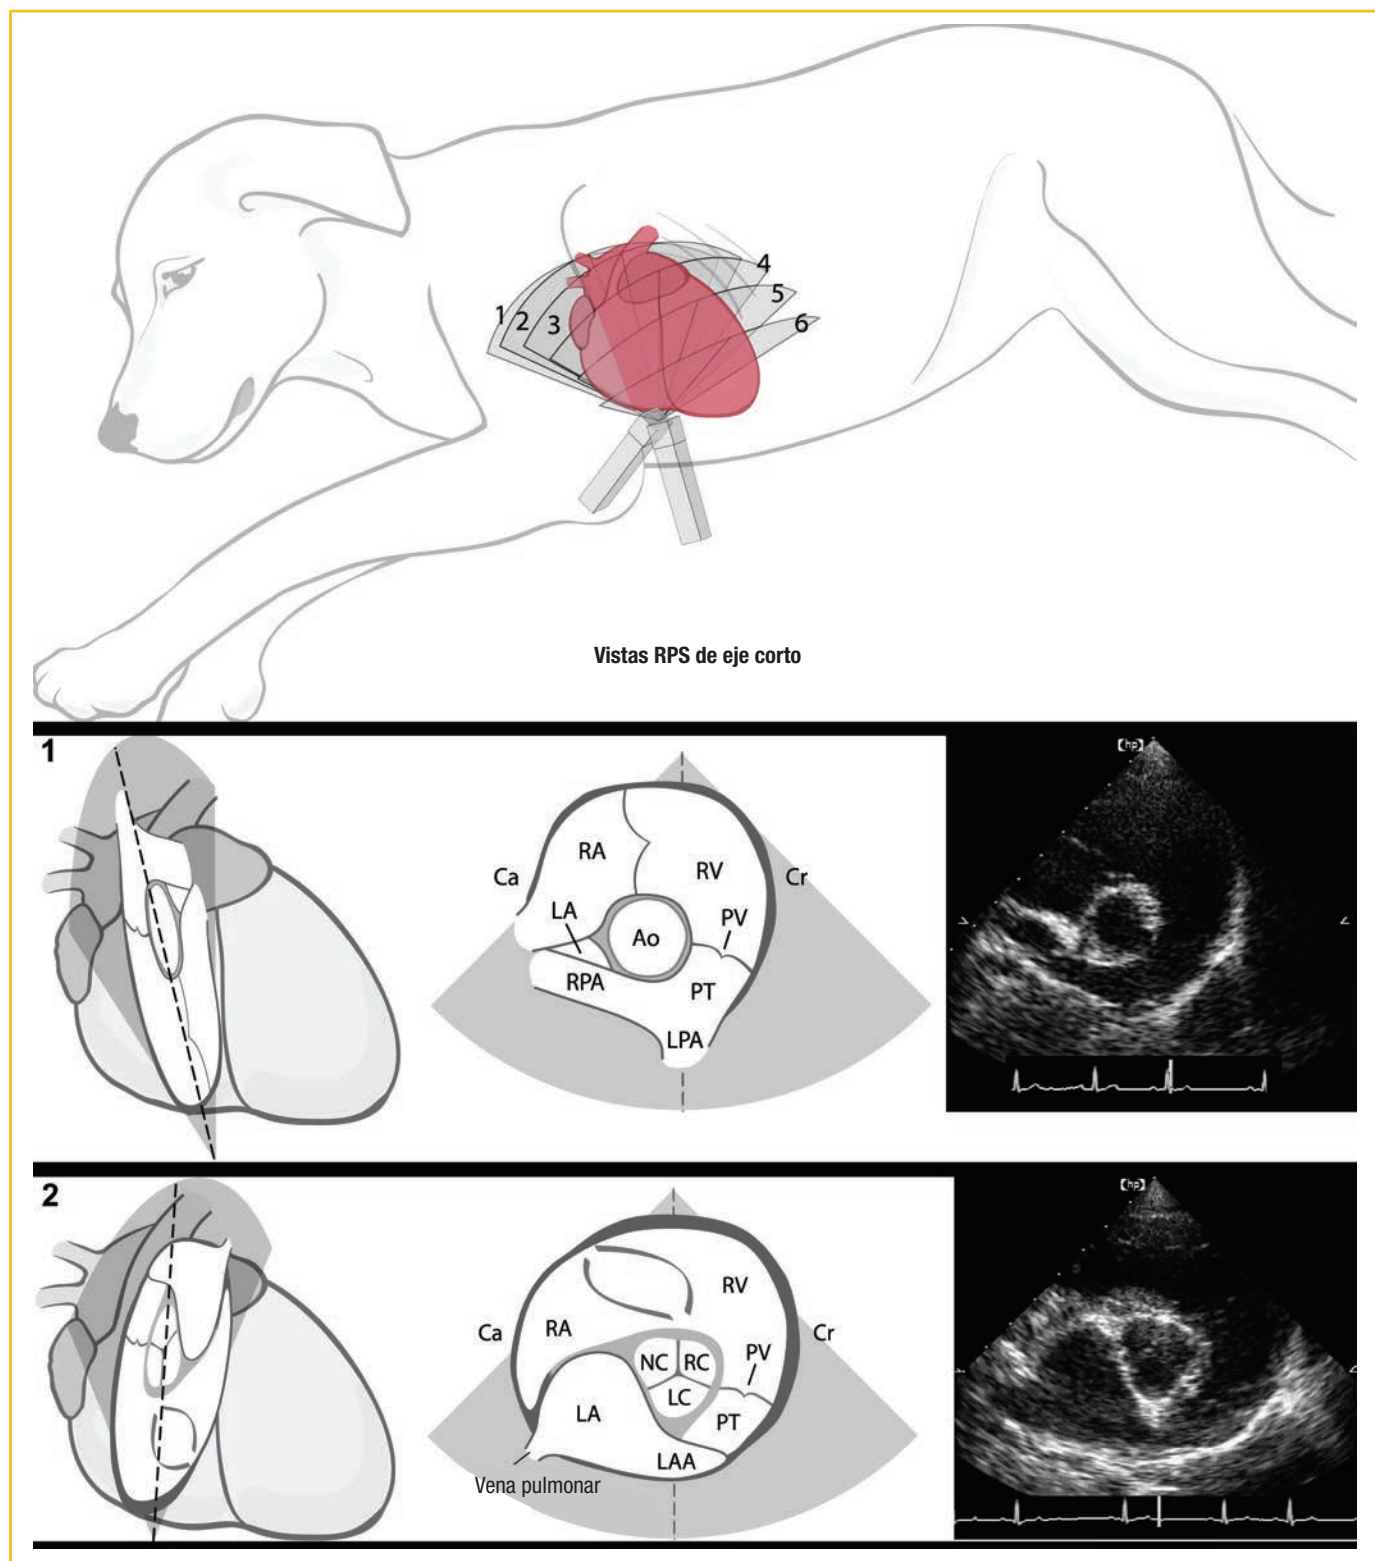 4
5
1
2
3
6
Vistas RPS de eje corto
1
[hp]
RA
RV
Ca
Cr
LA
PV
Ao
RPA
PT
LPA
2
[hp]
RV
RA
Ca
Cr
NC
RC
PV
LC
LA
PT
LAA
Vena pulmonar